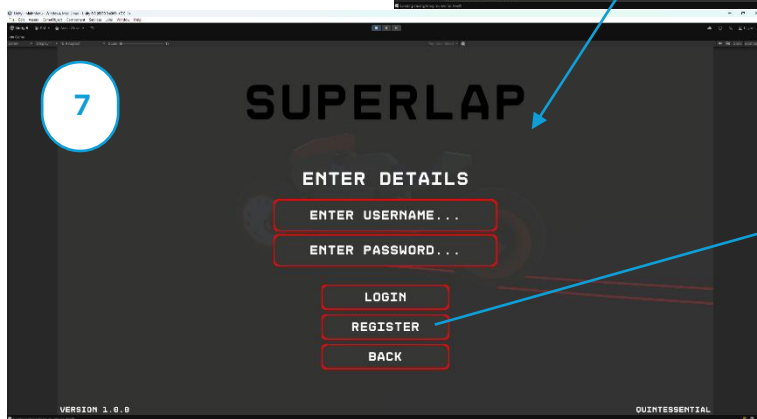 7
SUPERLAP
ENTER DETAILS
ENTER USERNAME...
ENTER PASSWORD...
LOGIN
REGISTER
BACK
VERSION 1.0.0
QUINTESSENTIAL